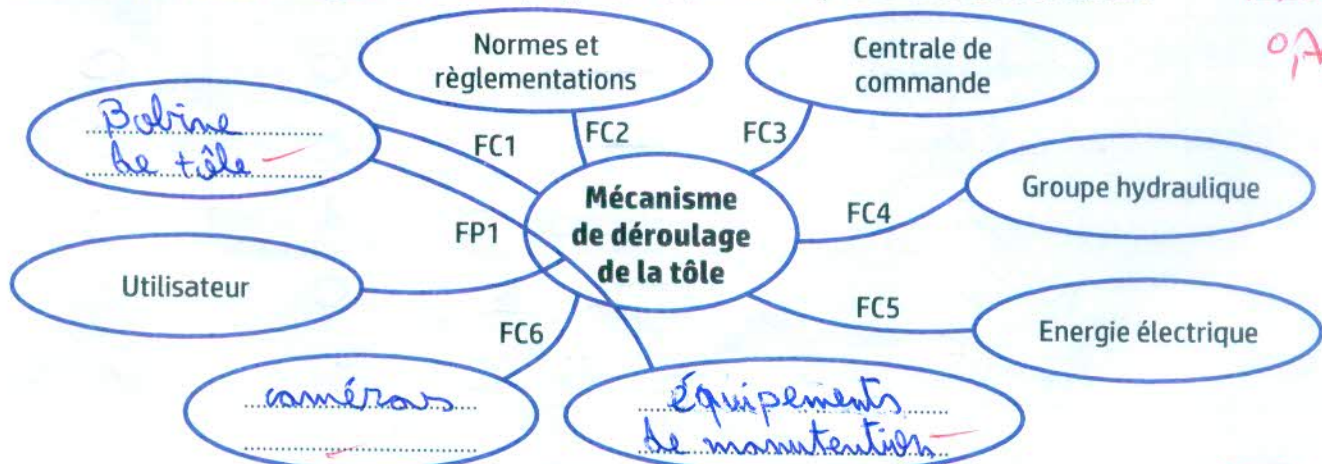 Normes et
règlementations
Centrale de
commande
Bobine
de tôle
FC1
FC2
FC3
Mécanisme
de déroulage
de la tôle
FC4
Groupe hydraulique
FP1
Utilisateur
FC5
Energie électrique
FC6
caméras
équipements
de manutention